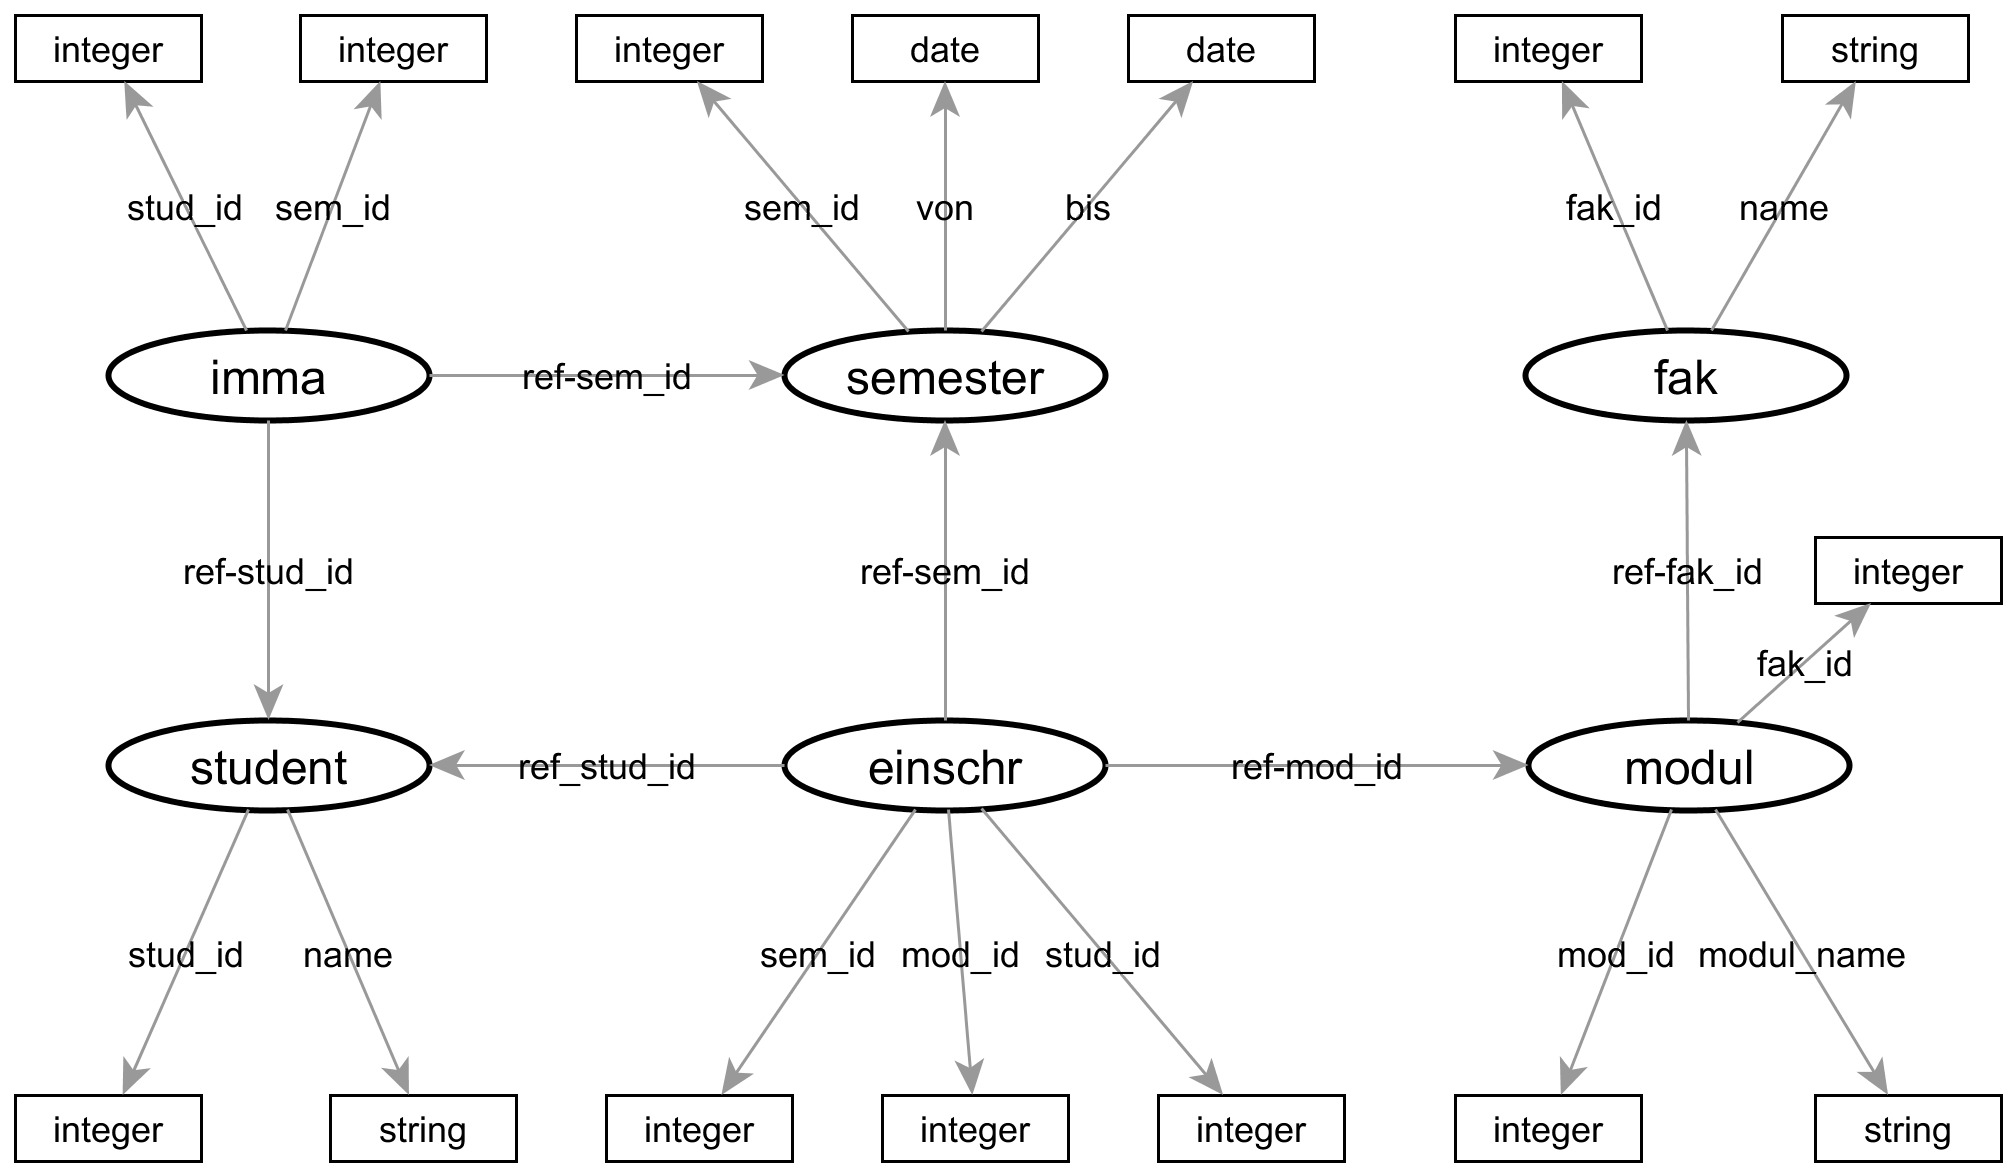 integer integer integer date date integer string
stud_id sem_id sem_id von bis fak_id name
imma ref-sem_id semester fak
ref-stud_id ref-sem_id ref-fak_id integer
fak_id
student ref_stud_id einschr ref-mod_id modul
stud_id name sem_id mod_id stud_id mod_id modul_name
integer string integer integer integer integer string